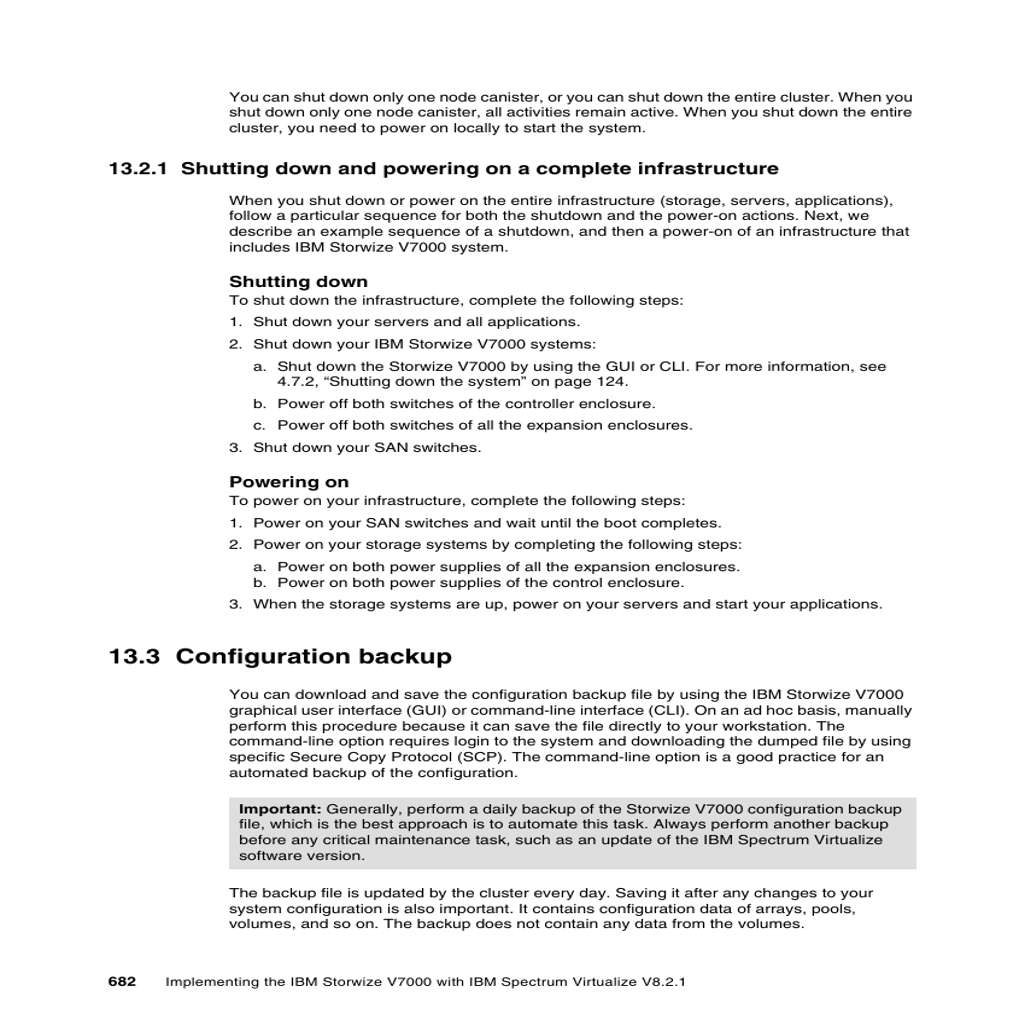 You can shut down only one node canister, or you can shut down the entire cluster. When you
shut down only one node canister, all activities remain active. When you shut down the entire
cluster, you need to power on locally to start the system.
13.2.1 Shutting down and powering on a complete infrastructure
When you shut down or power on the entire infrastructure (storage, servers, applications),
follow a particular sequence for both the shutdown and the power-on actions. Next, we
describe an example sequence of a shutdown, and then a power-on of an infrastructure that
includes IBM Storwize V7000 system.
Shutting down
To shut down the infrastructure, complete the following steps:
1. Shut down your servers and all applications.
2. Shut down your IBM Storwize V7000 systems:
a. Shut down the Storwize V7000 by using the GUI or CLI. For more information, see
4.7.2, “Shutting down the system” on page 124.
b. Power off both switches of the controller enclosure.
c. Power off both switches of all the expansion enclosures.
3. Shut down your SAN switches.
Powering on
To power on your infrastructure, complete the following steps:
1. Power on your SAN switches and wait until the boot completes.
2. Power on your storage systems by completing the following steps:
a. Power on both power supplies of all the expansion enclosures.
b. Power on both power supplies of the control enclosure.
3. When the storage systems are up, power on your servers and start your applications.
13.3 Configuration backup
You can download and save the configuration backup file by using the IBM Storwize V7000
graphical user interface (GUI) or command-line interface (CLI). On an ad hoc basis, manually
perform this procedure because it can save the file directly to your workstation. The
command-line option requires login to the system and downloading the dumped file by using
specific Secure Copy Protocol (SCP). The command-line option is a good practice for an
automated backup of the configuration.
Important: Generally, perform a daily backup of the Storwize V7000 configuration backup
file, which is the best approach is to automate this task. Always perform another backup
before any critical maintenance task, such as an update of the IBM Spectrum Virtualize
software version.
The backup file is updated by the cluster every day. Saving it after any changes to your
system configuration is also important. It contains configuration data of arrays, pools,
volumes, and so on. The backup does not contain any data from the volumes.
682 Implementing the IBM Storwize V7000 with IBM Spectrum Virtualize V8.2.1